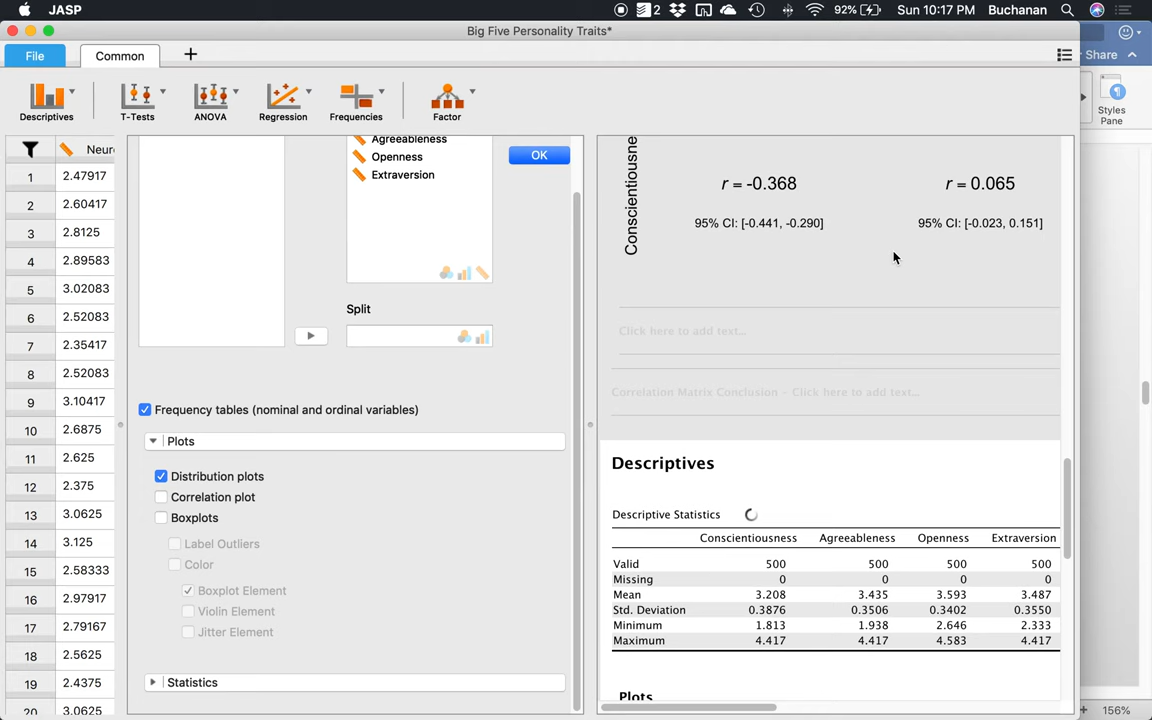 JASP
2
92%
Sun 10:17 PM
Buchanan
Big Five Personality Traits*
File
Common
+
Share
Descriptives
T-Tests
ANOVA
Regression
Frequencies
Factor
Styles
Pane
Neur
1 2.47917
2 2.60417
3 2.8125
4 2.89583
5 3.02083
6 2.52083
7 2.35417
8 2.52083
9 3.10417
10 2.6875
11 2.625
12 2.375
13 3.0625
14 3.125
15 2.58333
16 2.97917
17 2.79167
18 2.5625
19 2.4375
20 3.0625
Agreeableness
Openness
Extraversion
OK
Split
Frequency tables (nominal and ordinal variables)
Plots
Distribution plots
Correlation plot
Boxplots
Label Outliers
Color
Boxplot Element
Violin Element
Jitter Element
Statistics
Conscientiousne
r = -0.368
r = 0.065
95% CI: [-0.441, -0.290]
95% CI: [-0.023, 0.151]
Click here to add text...
Correlation Matrix Conclusion - Click here to add text...
Descriptives
Descriptive Statistics
Conscientiousness Agreeableness Openness Extraversion
Valid 500 500 500 500
Missing 0 0 0 0
Mean 3.208 3.435 3.593 3.487
Std. Deviation 0.3876 0.3506 0.3402 0.3550
Minimum 1.813 1.938 2.646 2.333
Maximum 4.417 4.417 4.583 4.417
Plots
156%